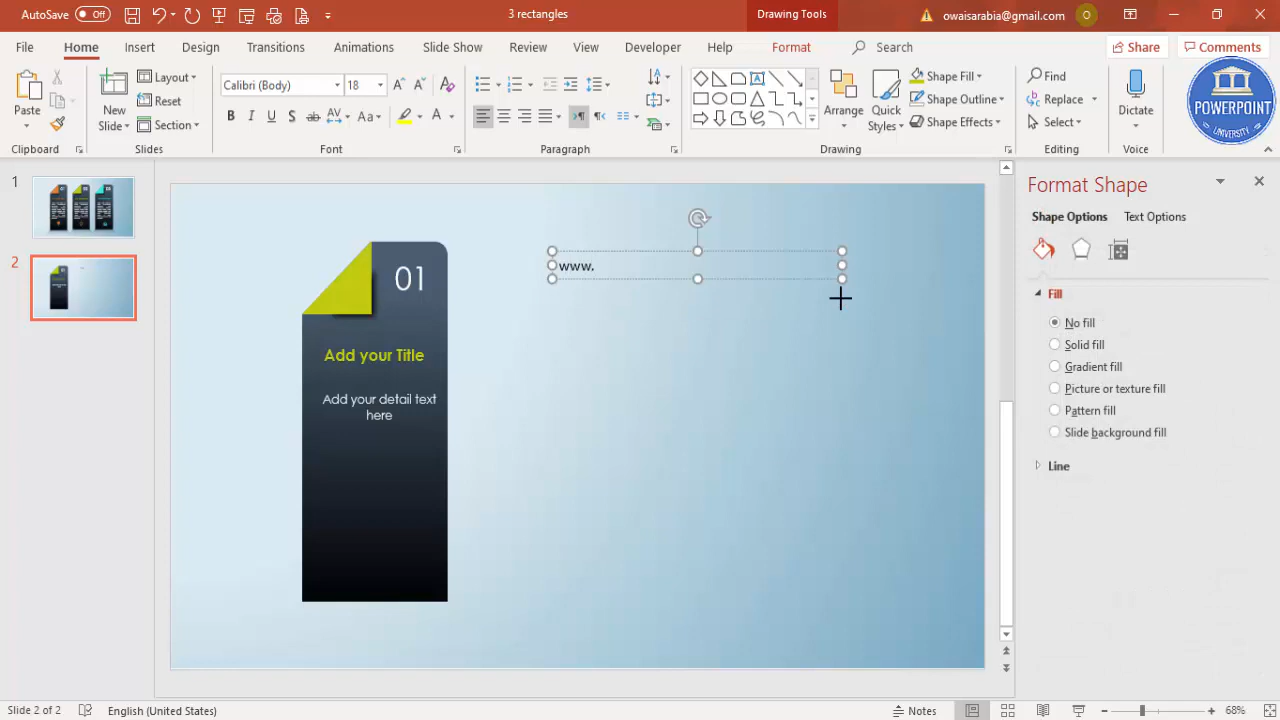 AutoSave Off
3 rectangles
Drawing Tools
owaisarabia@gmail.com O
File Home Insert Design Transitions Animations Slide Show Review View Developer Help Format Search Share Comments
Paste
Clipboard
New
Slide
Layout
Reset
Section
Slides
Calibri (Body) 18
B I U S ab AV Aa A
Font
Paragraph
Arrange
Quick
Styles
Shape Fill
Shape Outline
Shape Effects
Drawing
Find
Replace
Select
Editing
Dictate
Voice
POWERPOINT
UNIVERSITY
1
2
01
Add your Title
Add your detail text
here
www.
Format Shape
Shape Options Text Options
Fill
No fill
Solid fill
Gradient fill
Picture or texture fill
Pattern fill
Slide background fill
Line
Slide 2 of 2
English (United States)
Notes
68%